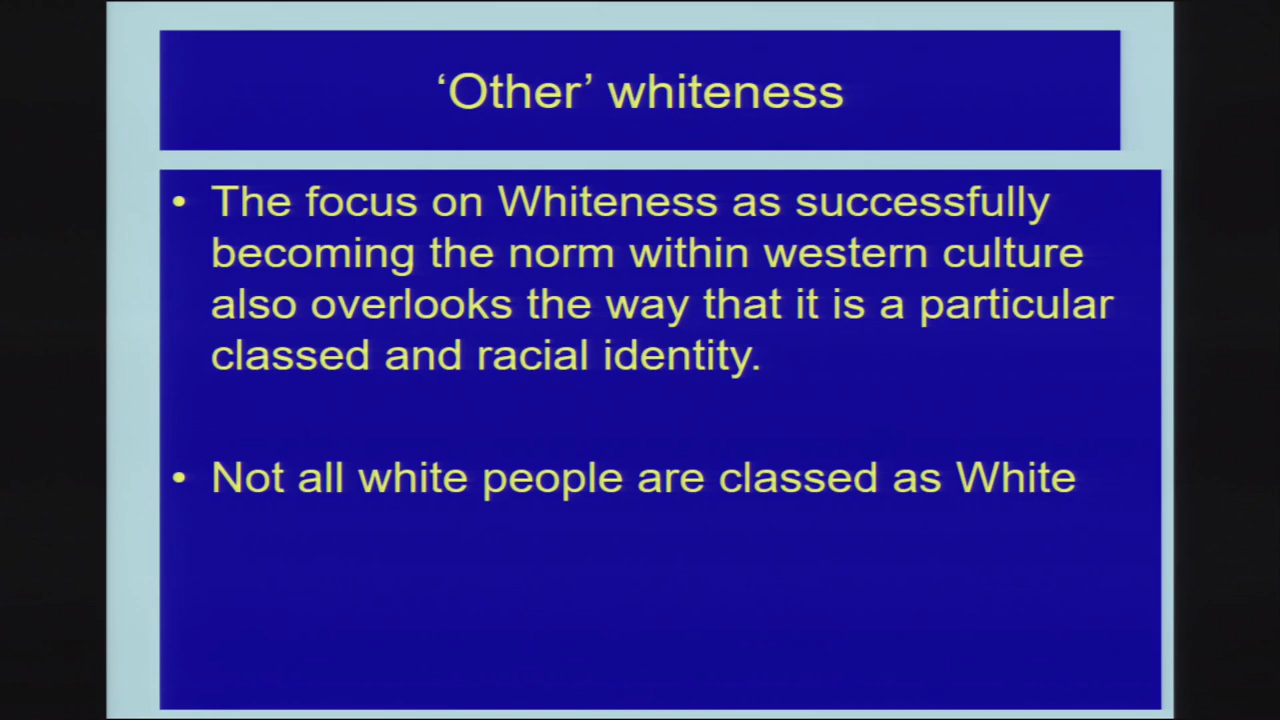 ‘Other’ whiteness
• The focus on Whiteness as successfully
becoming the norm within western culture
also overlooks the way that it is a particular
classed and racial identity.
• Not all white people are classed as White